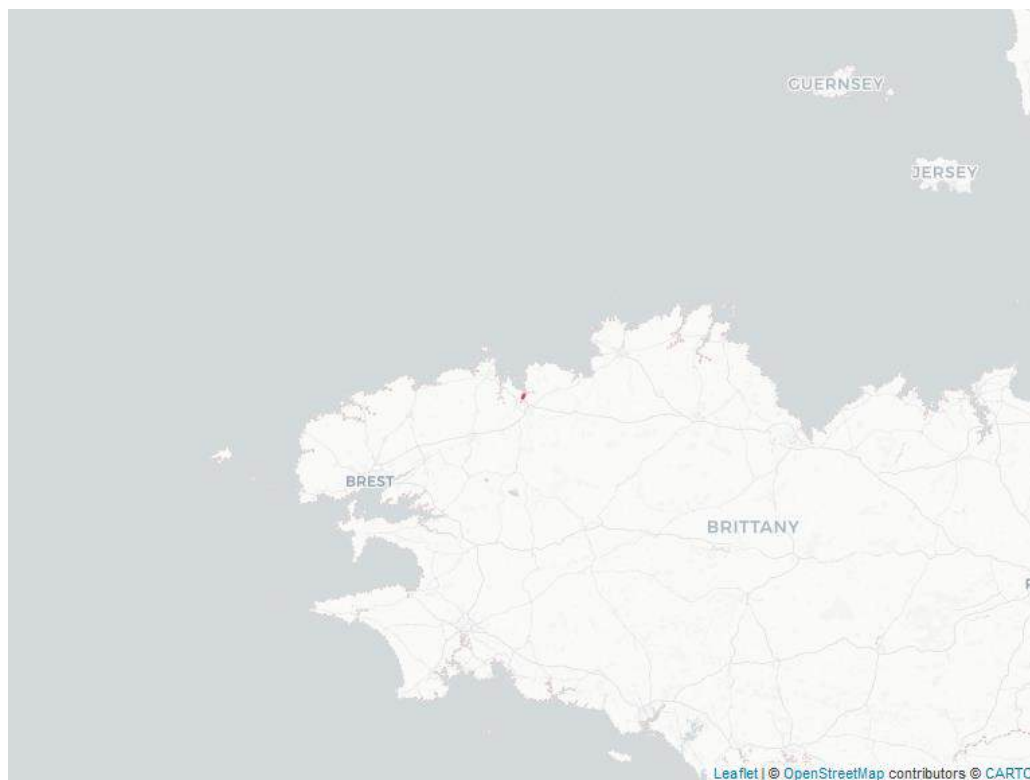 GUERNSEY
JERSEY
BREST
BRITTANY
Leaflet | © OpenStreetMap contributors © CARTO